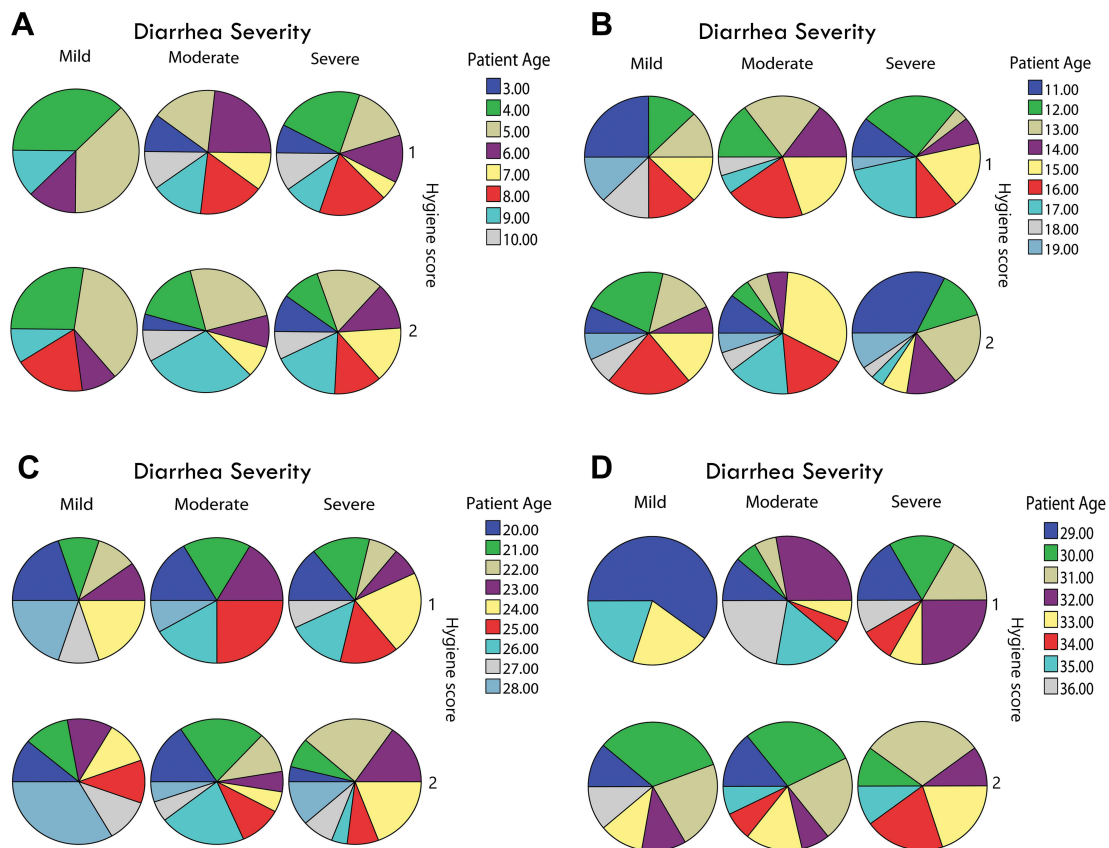 A
Diarrhea Severity
Mild
Moderate
Severe
Patient Age
3.00
4.00
5.00
6.00
7.00
8.00
9.00
10.00
1
2
Hygiene score
B
Diarrhea Severity
Mild
Moderate
Severe
Patient Age
11.00
12.00
13.00
14.00
15.00
16.00
17.00
18.00
19.00
1
2
Hygiene score
C
Diarrhea Severity
Mild
Moderate
Severe
Patient Age
20.00
21.00
22.00
23.00
24.00
25.00
26.00
27.00
28.00
1
2
Hygiene score
D
Diarrhea Severity
Mild
Moderate
Severe
Patient Age
29.00
30.00
31.00
32.00
33.00
34.00
35.00
36.00
1
2
Hygiene score